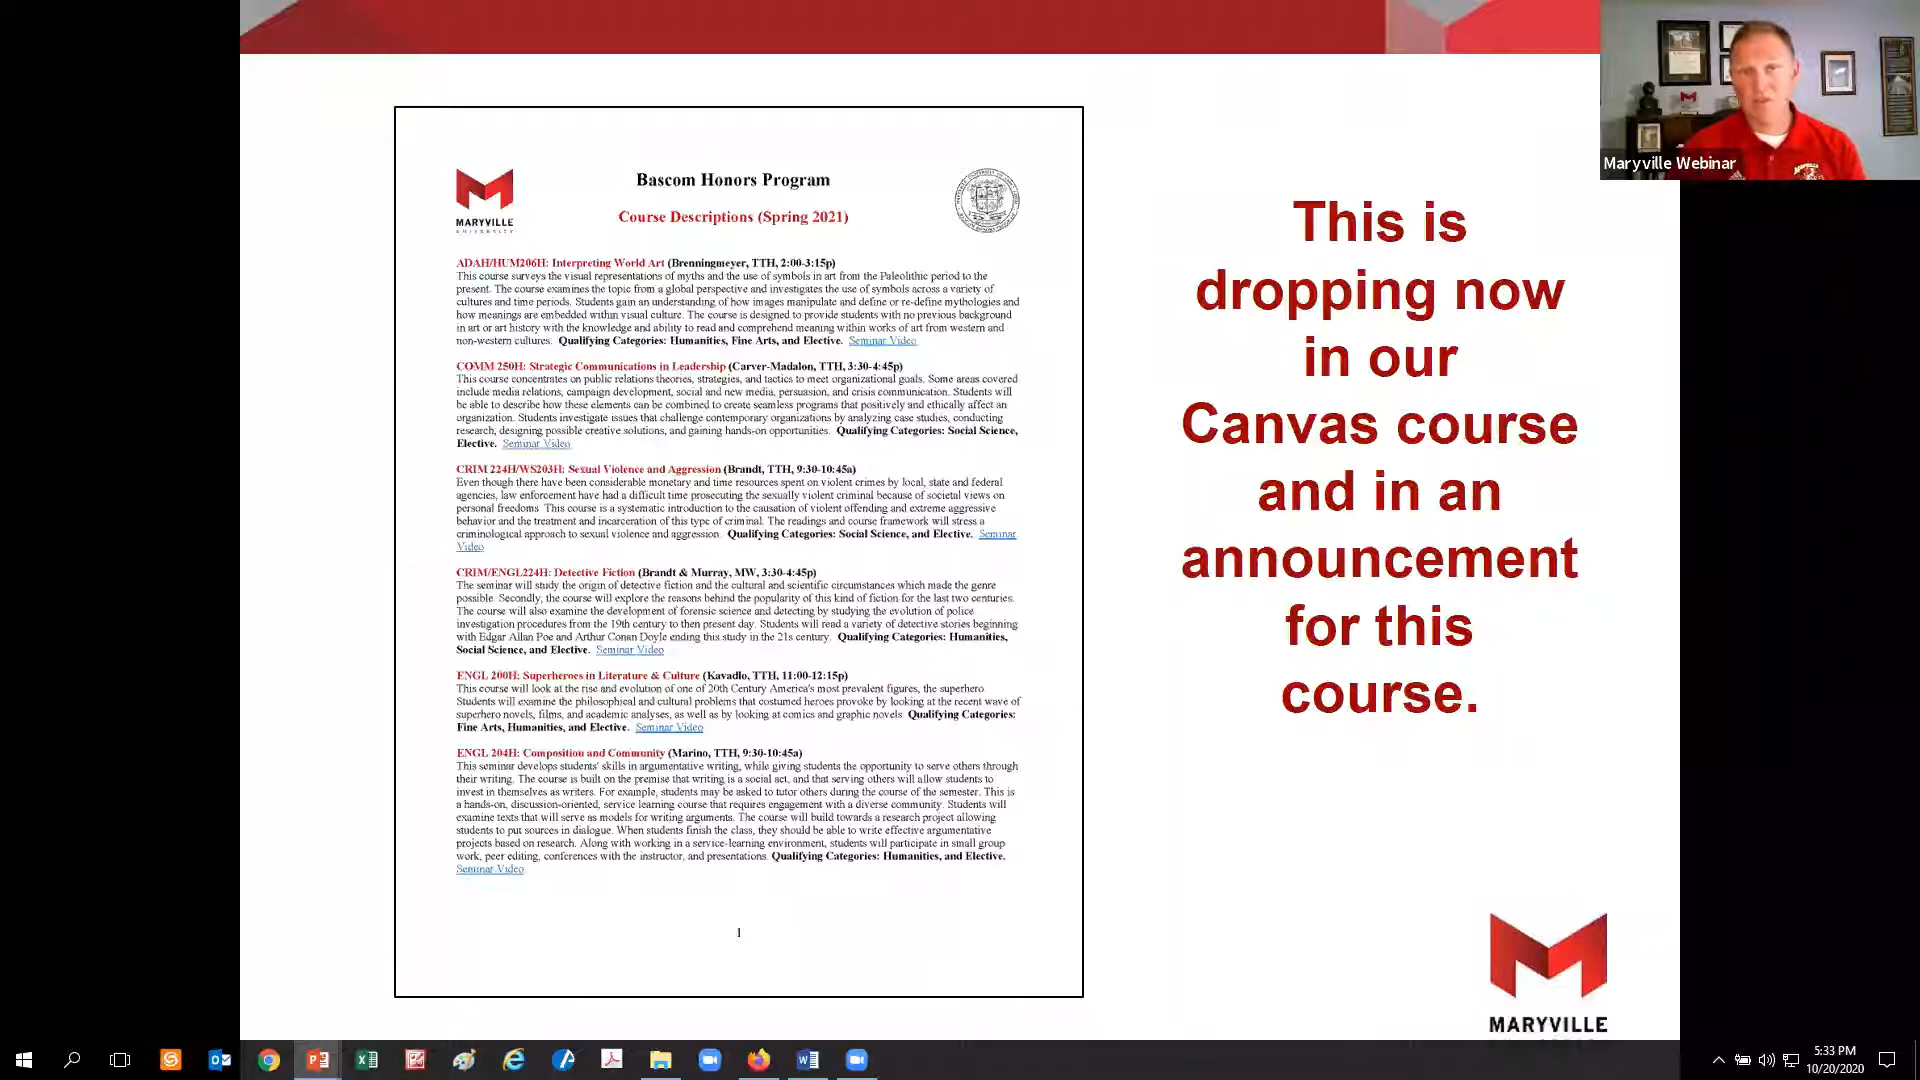 Bascom Honors Program
MARYVILLE
UNIVERSITY
Course Descriptions (Spring 2021)
ADAH/HUM206H: Interpreting World Art (Brenningmeyer, TTH, 2:00-3:15p)
This course surveys the visual representations of myths and the use of symbols in art from the Paleolithic period to the
present. The course examines the topic from a global perspective and investigates the use of symbols across a variety of
cultures and time periods. Students gain an understanding of how images manipulate and define or re-define mythologies and
how meanings are embedded within visual culture. The course is designed to provide students with no previous background
in art or art history with the knowledge and ability to read and comprehend meaning within works of art from western and
non-western cultures. Qualifying Categories: Humanities, Fine Arts, and Elective. Seminar Video
COMM 250H: Strategic Communications in Leadership (Carver-Madalon, TTH, 3:30-4:45p)
This course concentrates on public relations theories, strategies, and tactics to meet organizational goals. Some areas covered
include media relations, campaign development, social and new media, persuasion, and crisis communication. Students will
be able to describe how these elements can be combined to create seamless programs that positively and ethically affect an
organization. Students investigate issues that challenge contemporary organizations by analyzing case studies, conducting
research, designing possible creative solutions, and gaining hands-on opportunities. Qualifying Categories: Social Science,
Elective. Seminar Video
CRIM 224H/WS203H: Sexual Violence and Aggression (Brandt, TTH, 9:30-10:45a)
Even though there have been considerable monetary and time resources spent on violent crimes by local, state and federal
agencies, law enforcement have had a difficult time prosecuting the sexually violent criminal because of societal views on
personal freedoms. This course is a systematic introduction to the causation of violent offending and extreme aggressive
behavior and the treatment and incarceration of this type of criminal. The readings and course framework will stress a
criminological approach to sexual violence and aggression. Qualifying Categories: Social Science, and Elective. Seminar
Video
CRIM/ENGL224H: Detective Fiction (Brandt & Murray, MW, 3:30-4:45p)
The seminar will study the origin of detective fiction and the cultural and scientific circumstances which made the genre
possible. Secondly, the course will explore the reasons behind the popularity of this kind of fiction for the last two centuries.
The course will also examine the development of forensic science and detecting by studying the evolution of police
investigation procedures from the 19th century to then present day. Students will read a variety of detective stories beginning
with Edgar Allan Poe and Arthur Conan Doyle ending this study in the 21s century. Qualifying Categories: Humanities,
Social Science, and Elective. Seminar Video
ENGL 200H: Superheroes in Literature & Culture (Kavadlo, TTH, 11:00-12:15p)
This course will look at the rise and evolution of one of 20th Century America's most prevalent figures, the superhero
Students will examine the philosophical and cultural problems that costumed heroes provoke by looking at the recent wave of
superhero novels, films, and academic analyses, as well as by looking at comics and graphic novels. Qualifying Categories:
Fine Arts, Humanities, and Elective. Seminar Video
ENGL 204H: Composition and Community (Marino, TTH, 9:30-10:45a)
This seminar develops students' skills in argumentative writing, while giving students the opportunity to serve others through
their writing. The course is built on the premise that writing is a social act, and that serving others will allow students to
invest in themselves as writers. For example, students may be asked to tutor others during the course of the semester. This is
a hands-on, discussion-oriented, service learning course that requires engagement with a diverse community. Students will
examine texts that will serve as models for writing arguments. The course will build towards a research project allowing
students to put sources in dialogue. When students finish the class, they should be able to write effective argumentative
projects based on research. Along with working in a service-learning environment, students will participate in small group
work, peer editing, conferences with the instructor, and presentations. Qualifying Categories: Humanities, and Elective.
Seminar Video
1
This is
dropping now
in our
Canvas course
and in an
announcement
for this
course.
Maryville Webinar
MARYVILLE
5:33 PM
10/20/2020